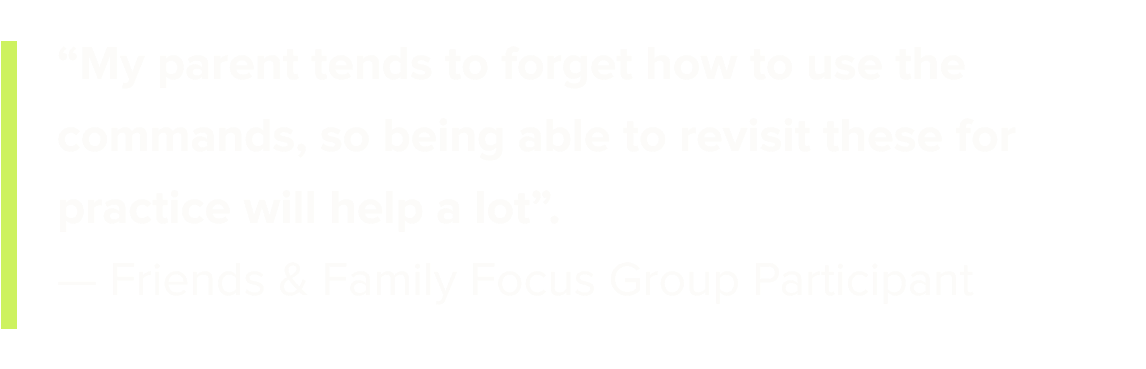 “My parent tends to forget how to use the
commands, so being able to revisit these for
practice will help a lot”.
— Friends & Family Focus Group Participant